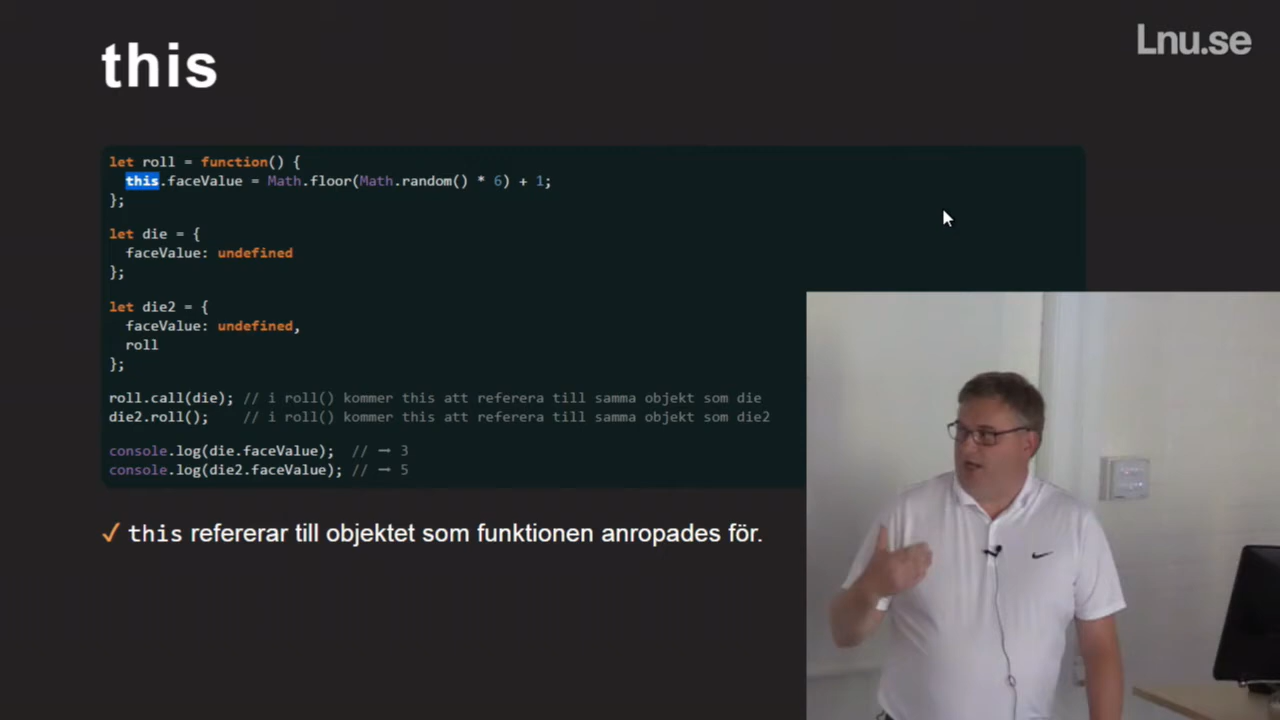 this
Lnu.se
let roll = function() {
  this.faceValue = Math.floor(Math.random() * 6) + 1;
};
let die = {
  faceValue: undefined
};
let die2 = {
  faceValue: undefined,
  roll
};
roll.call(die); // i roll() kommer this att referera till samma objekt som die
die2.roll();    // i roll() kommer this att referera till samma objekt som die2
console.log(die.faceValue);  // → 3
console.log(die2.faceValue); // → 5
✓ this refererar till objektet som funktionen anropades för.